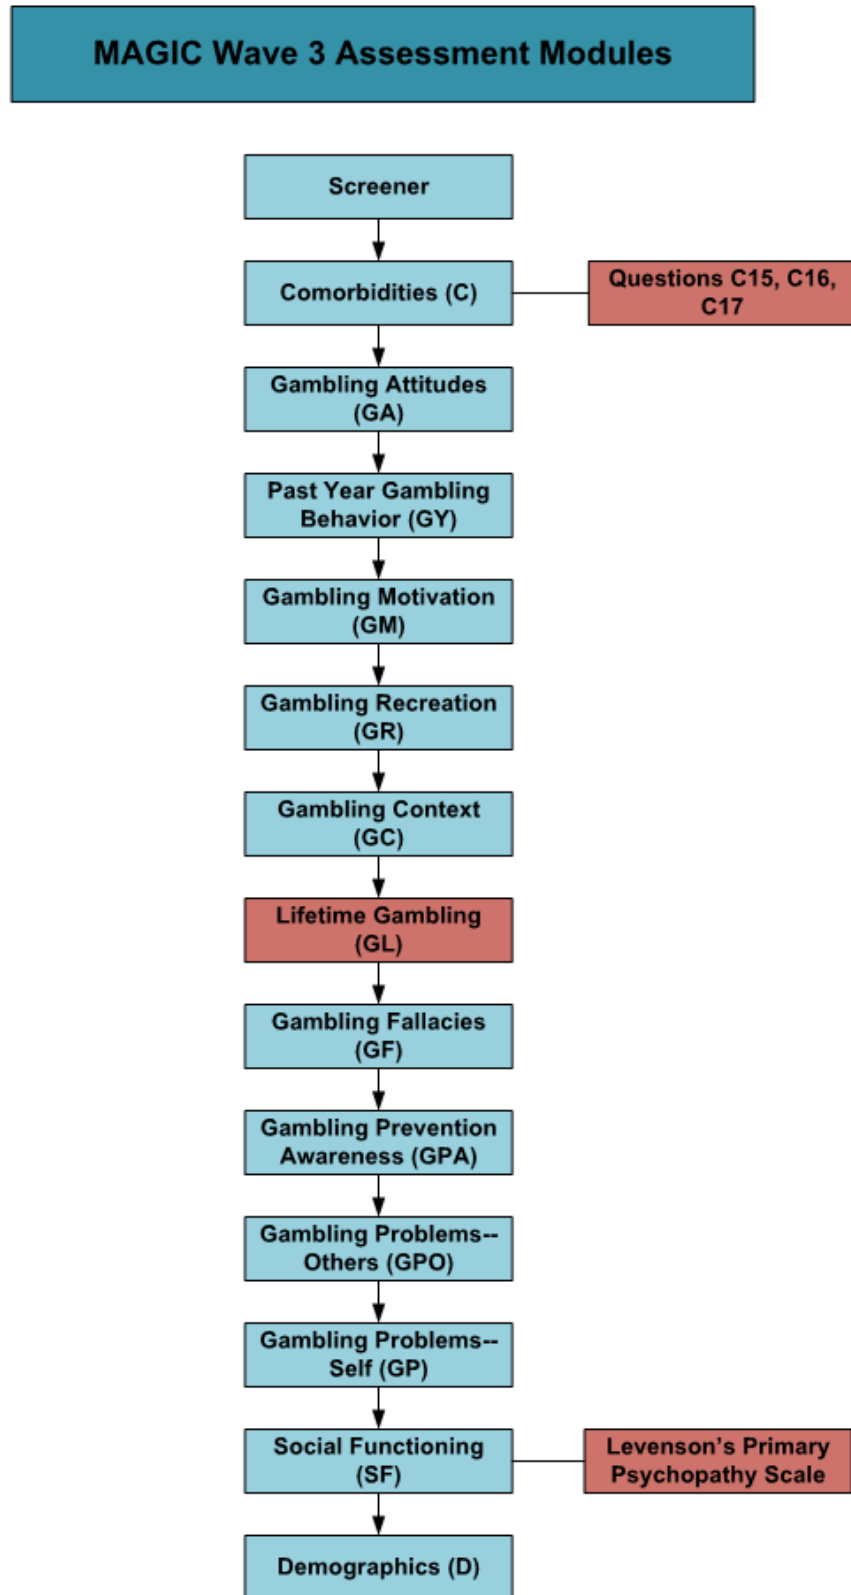 MAGIC Wave 3 Assessment Modules
Screener
Comorbidities (C)
Questions C15, C16,
C17
Gambling Attitudes
(GA)
Past Year Gambling
Behavior (GY)
Gambling Motivation
(GM)
Gambling Recreation
(GR)
Gambling Context
(GC)
Lifetime Gambling
(GL)
Gambling Fallacies
(GF)
Gambling Prevention
Awareness (GPA)
Gambling Problems--
Others (GPO)
Gambling Problems--
Self (GP)
Social Functioning
(SF)
Levenson’s Primary
Psychopathy Scale
Demographics (D)